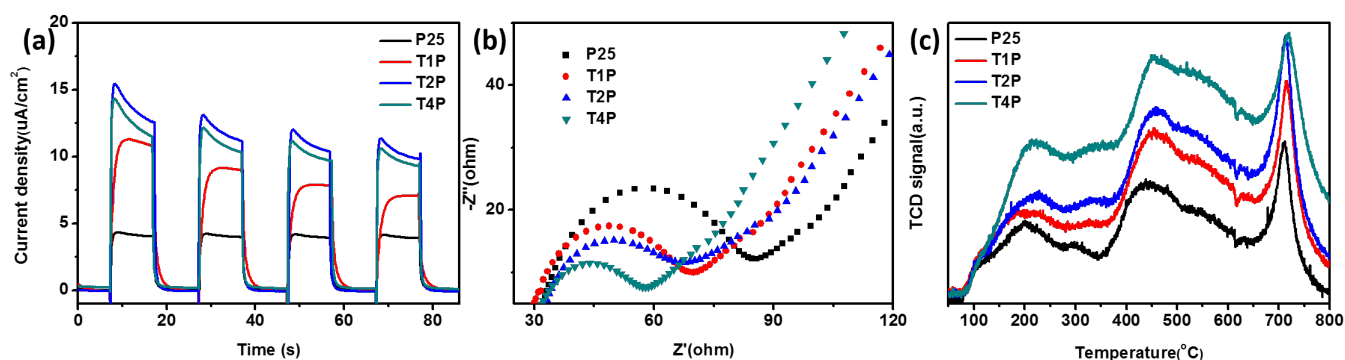 (a)
Current density(uA/cm²)
20
15
10
5
0
P25
T1P
T2P
T4P
0 20 40 60 80
Time (s)
(b)
-Z''(ohm)
40
20
P25
T1P
T2P
T4P
30 60 90 120
Z'(ohm)
(c)
TCD signal(a.u.)
P25
T1P
T2P
T4P
100 200 300 400 500 600 700 800
Temperature(°C)